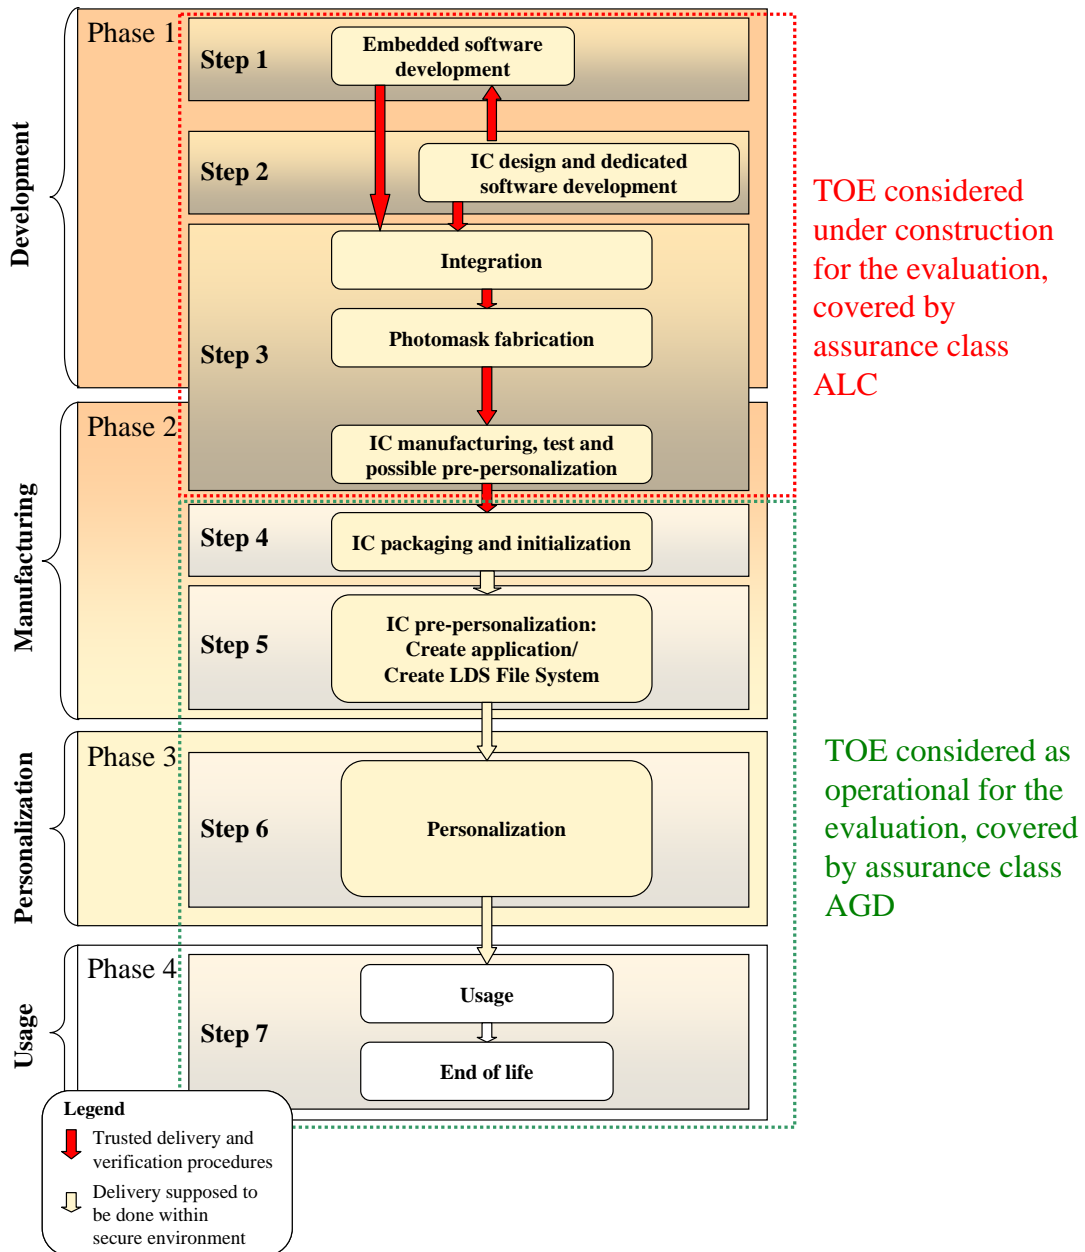 Development
Phase 1
Step 1
Embedded software
development
Step 2
IC design and dedicated
software development
Step 3
Integration
Photomask fabrication
TOE considered
under construction
for the evaluation,
covered by
assurance class
ALC
Manufacturing
Phase 2
IC manufacturing, test and
possible pre-personalization
Step 4
IC packaging and initialization
Step 5
IC pre-personalization:
Create application/
Create LDS File System
Personalization
Phase 3
Step 6
Personalization
TOE considered as
operational for the
evaluation, covered
by assurance class
AGD
Usage
Phase 4
Step 7
Usage
End of life
Legend
Trusted delivery and
verification procedures
Delivery supposed to
be done within
secure environment